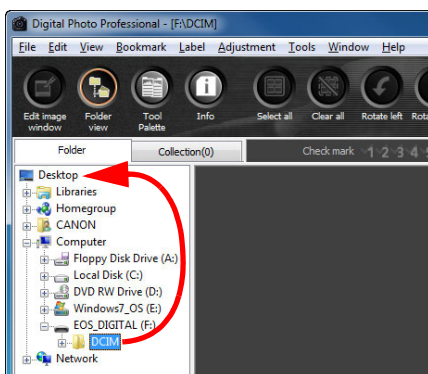 Digital Photo Professional - [F:\DCIM]
File Edit View Bookmark Label Adjustment Tools Window Help
Edit image window
Folder view
Tool Palette
Info
Select all
Clear all
Rotate left
Folder Collection(0) Check mark 1 2 3 4
Desktop
Libraries
Homegroup
CANON
Computer
Floppy Disk Drive (A:)
Local Disk (C:)
DVD RW Drive (D:)
Windows7_OS (E:)
EOS_DIGITAL (F:)
DCIM
Network